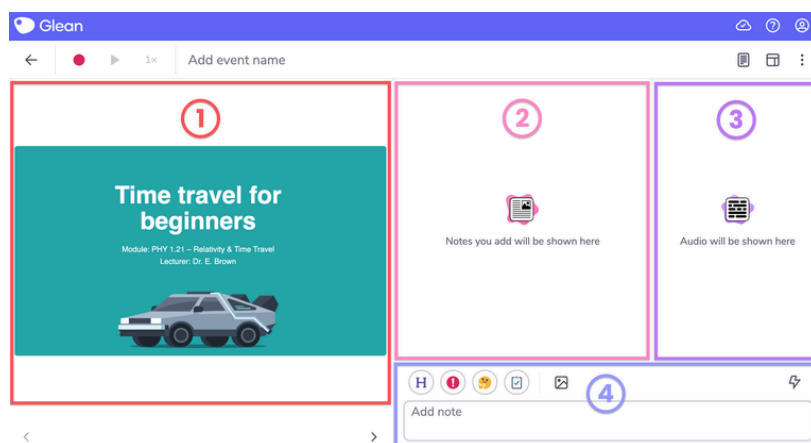 Glean
1×
Add event name
1
2
3
Time travel for
beginners
Module: PHY 1.21 – Relativity & Time Travel
Lecturer: Dr. E. Brown
Notes you add will be shown here
Audio will be shown here
H
4
Add note